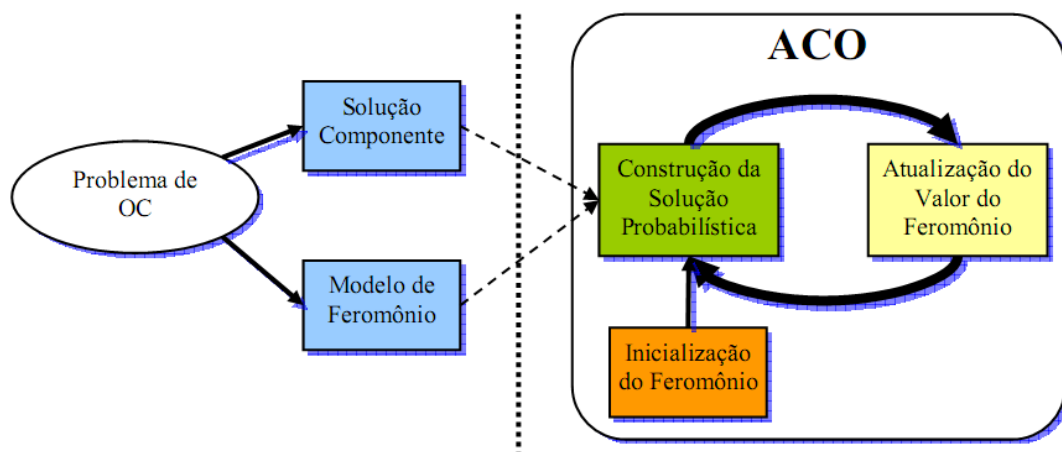 ACO
Solução
Componente
Problema de
OC
Construção da
Solução
Probabilística
Atualização do
Valor do
Feromônio
Modelo de
Feromônio
Inicialização
do Feromônio